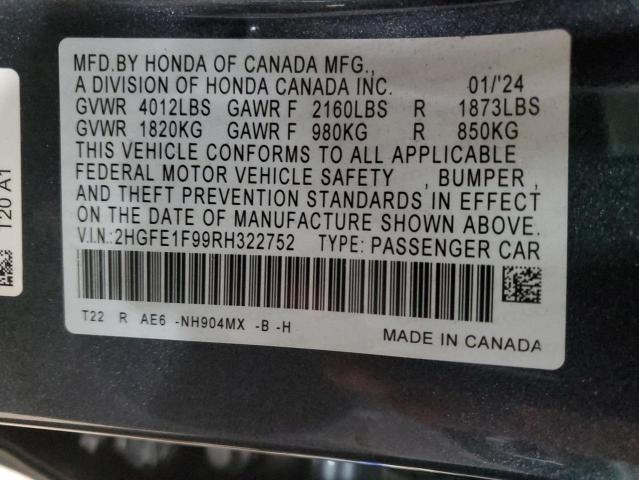 MFD.BY HONDA OF CANADA MFG.,
A DIVISION OF HONDA CANADA INC. 01/'24
GVWR 4012LBS GAWR F 2160LBS R 1873LBS
GVWR 1820KG GAWR F 980KG R 850KG
THIS VEHICLE CONFORMS TO ALL APPLICABLE
FEDERAL MOTOR VEHICLE SAFETY , BUMPER ,
AND THEFT PREVENTION STANDARDS IN EFFECT
ON THE DATE OF MANUFACTURE SHOWN ABOVE.
V.I.N.:2HGFE1F99RH322752 TYPE: PASSENGER CAR
T22 R AE6 -NH904MX -B -H
MADE IN CANADA
T20 A1